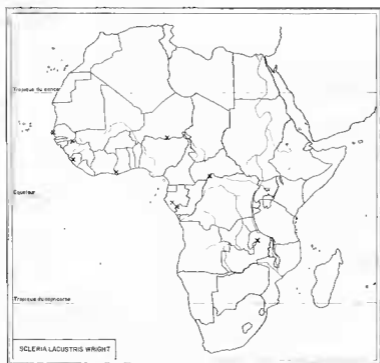 Tropique du cancer
Equateur
Tropique du capricorne
SCLERIA LACUSTRIS WRIGHT